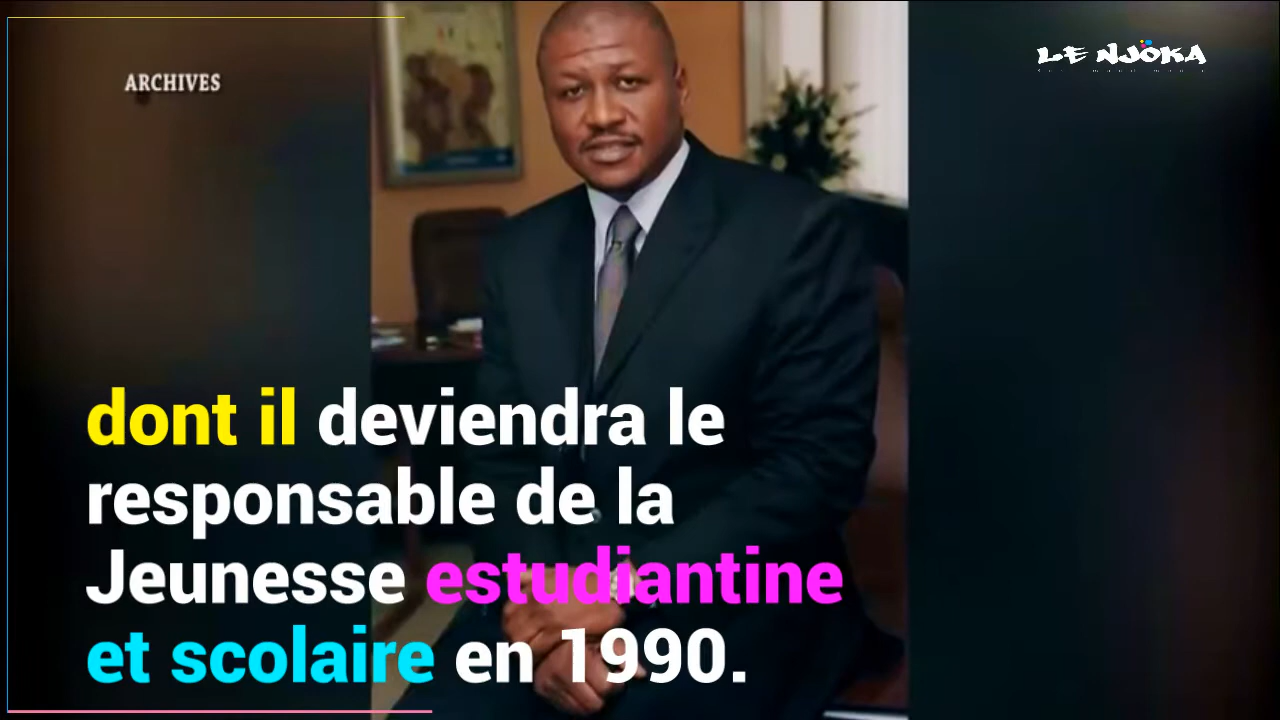 ARCHIVES
LE NJOKA
dont il deviendra le
responsable de la
Jeunesse estudiantine
et scolaire en 1990.